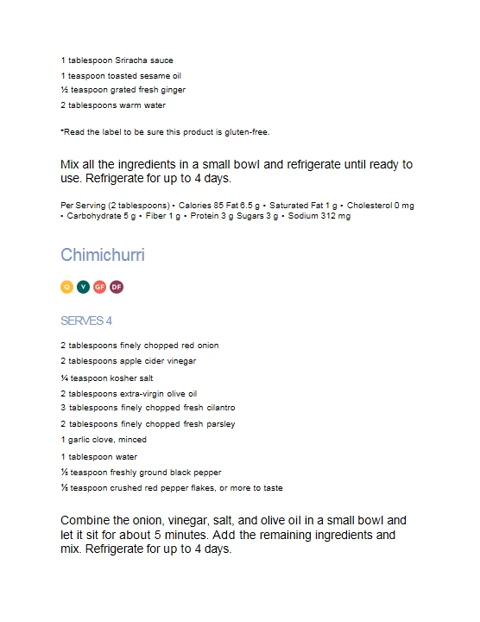 1 tablespoon Sriracha sauce
1 teaspoon toasted sesame oil
½ teaspoon grated fresh ginger
2 tablespoons warm water
*Read the label to be sure this product is gluten-free.
Mix all the ingredients in a small bowl and refrigerate until ready to
use. Refrigerate for up to 4 days.
Per Serving (2 tablespoons) • Calories 85 Fat 6.5 g • Saturated Fat 1 g • Cholesterol 0 mg
• Carbohydrate 5 g • Fiber 1 g • Protein 3 g Sugars 3 g • Sodium 312 mg
Chimichurri
Q V GF DF
SERVES 4
2 tablespoons finely chopped red onion
2 tablespoons apple cider vinegar
¼ teaspoon kosher salt
2 tablespoons extra-virgin olive oil
3 tablespoons finely chopped fresh cilantro
2 tablespoons finely chopped fresh parsley
1 garlic clove, minced
1 tablespoon water
⅛ teaspoon freshly ground black pepper
⅛ teaspoon crushed red pepper flakes, or more to taste
Combine the onion, vinegar, salt, and olive oil in a small bowl and
let it sit for about 5 minutes. Add the remaining ingredients and
mix. Refrigerate for up to 4 days.